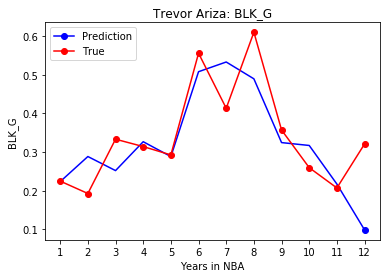 Trevor Ariza: BLK_G
Prediction
True
0.6
0.5
0.4
0.3
0.2
0.1
BLK_G
1 2 3 4 5 6 7 8 9 10 11 12
Years in NBA